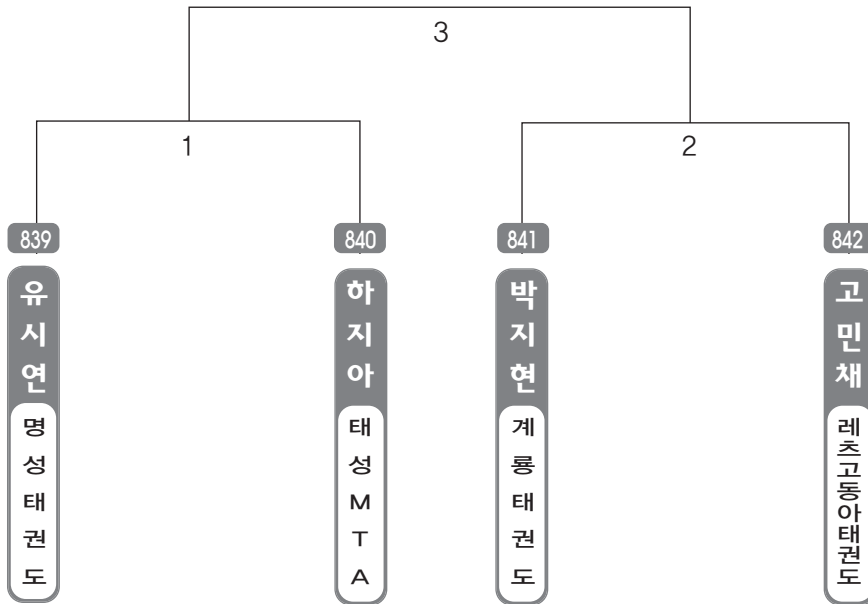 3
1
2
839
840
841
842
유시연
하지아
박지현
고민채
명성태권도
태성MTA
계룡태권도
레츠고동아태권도